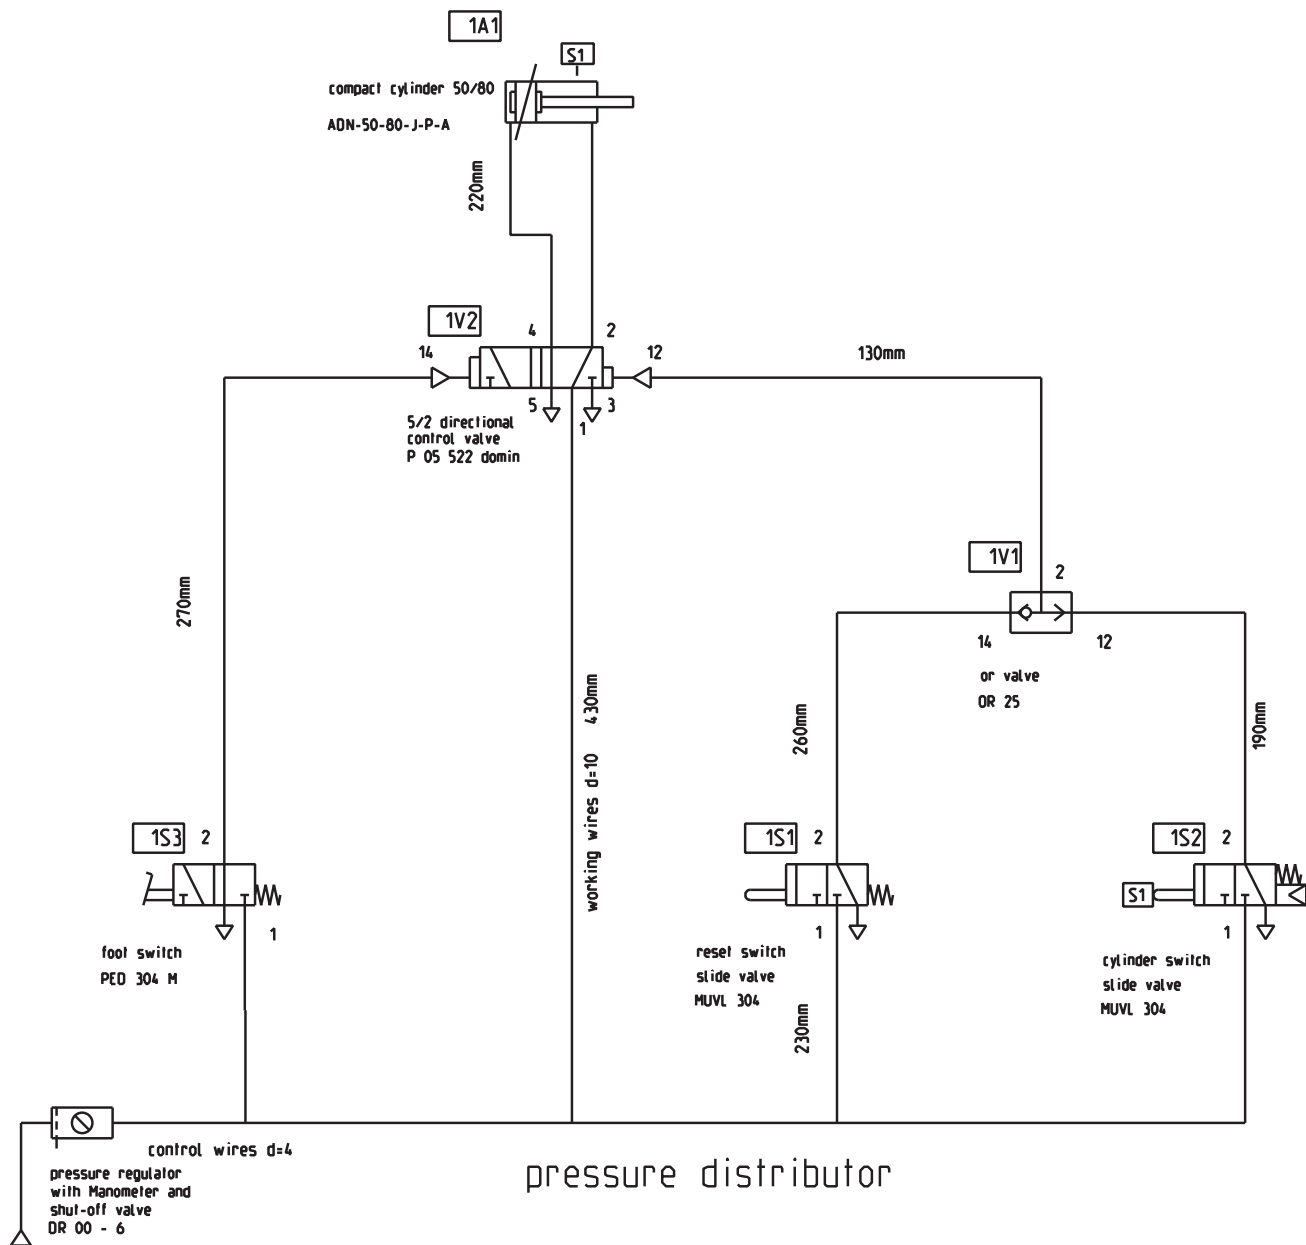 1A1
S1
compact cylinder 50/80
ADN-50-80-J-P-A
220mm
1V2
4
2
14
12
130mm
5
3
1
5/2 directional
control valve
P 05 522 domin
1V1
2
14
12
or valve
OR 25
270mm
working wires d=10 430mm
260mm
190mm
1S3
2
1
foot switch
PED 304 M
1S1
2
1
reset switch
slide valve
MUVL 304
230mm
1S2
2
S1
1
cylinder switch
slide valve
MUVL 304
control wires d=4
pressure distributor
pressure regulator
with Manometer and
shut-off valve
DR 00 - 6